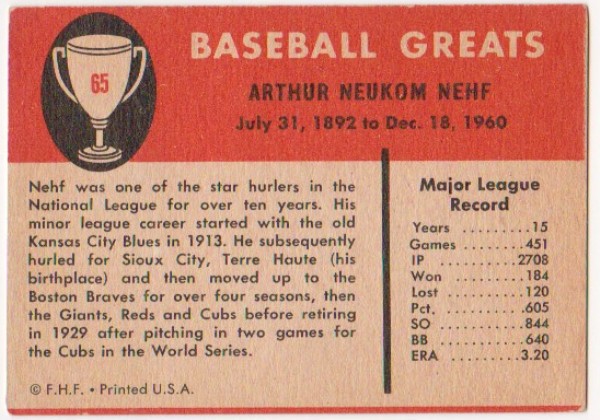 65
BASEBALL GREATS
ARTHUR NEUKOM NEHF
July 31, 1892 to Dec. 18, 1960
Nehf was one of the star hurlers in the
National League for over ten years. His
minor league career started with the old
Kansas City Blues in 1913. He subsequently
hurled for Sioux City, Terre Haute (his
birthplace) and then moved up to the
Boston Braves for over four seasons, then
the Giants, Reds and Cubs before retiring
in 1929 after pitching in two games for
the Cubs in the World Series.
© F.H.F. • Printed U.S.A.
Major League
Record
Years .........15
Games ........451
IP ..........2708
Won .........184
Lost .........120
Pct. .........605
SO ..........844
BB ..........640
ERA .........3.20